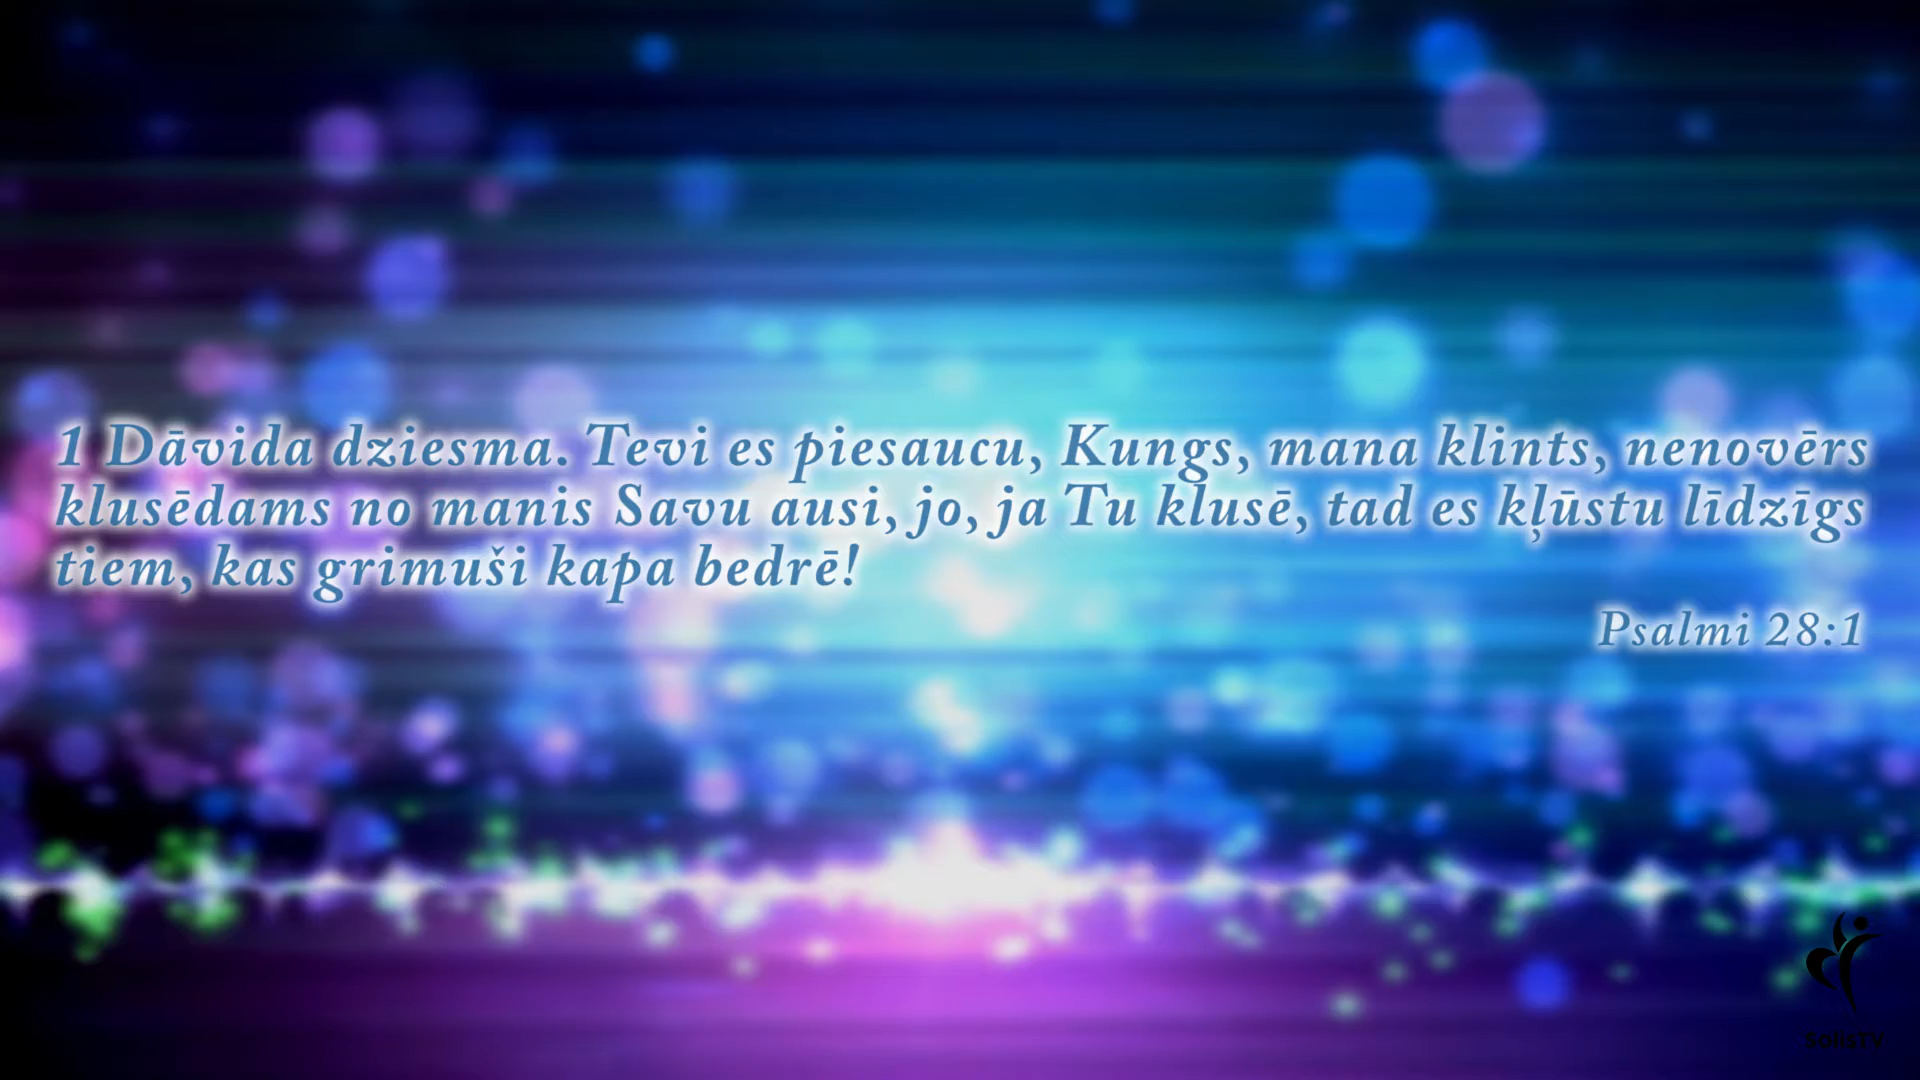 1 Dāvida dziesma. Tevi es piesaucu, Kungs, mana klints, nenovērs
klusēdams no manis Savu ausi, jo, ja Tu klusē, tad es kļūstu līdzīgs
tiem, kas grimuši kapa bedrē!
Psalmi 28:1
SolisTV